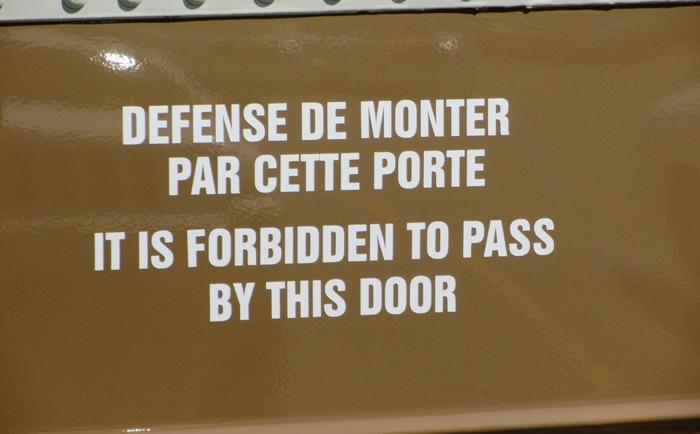 DEFENSE DE MONTER
PAR CETTE PORTE
IT IS FORBIDDEN TO PASS
BY THIS DOOR